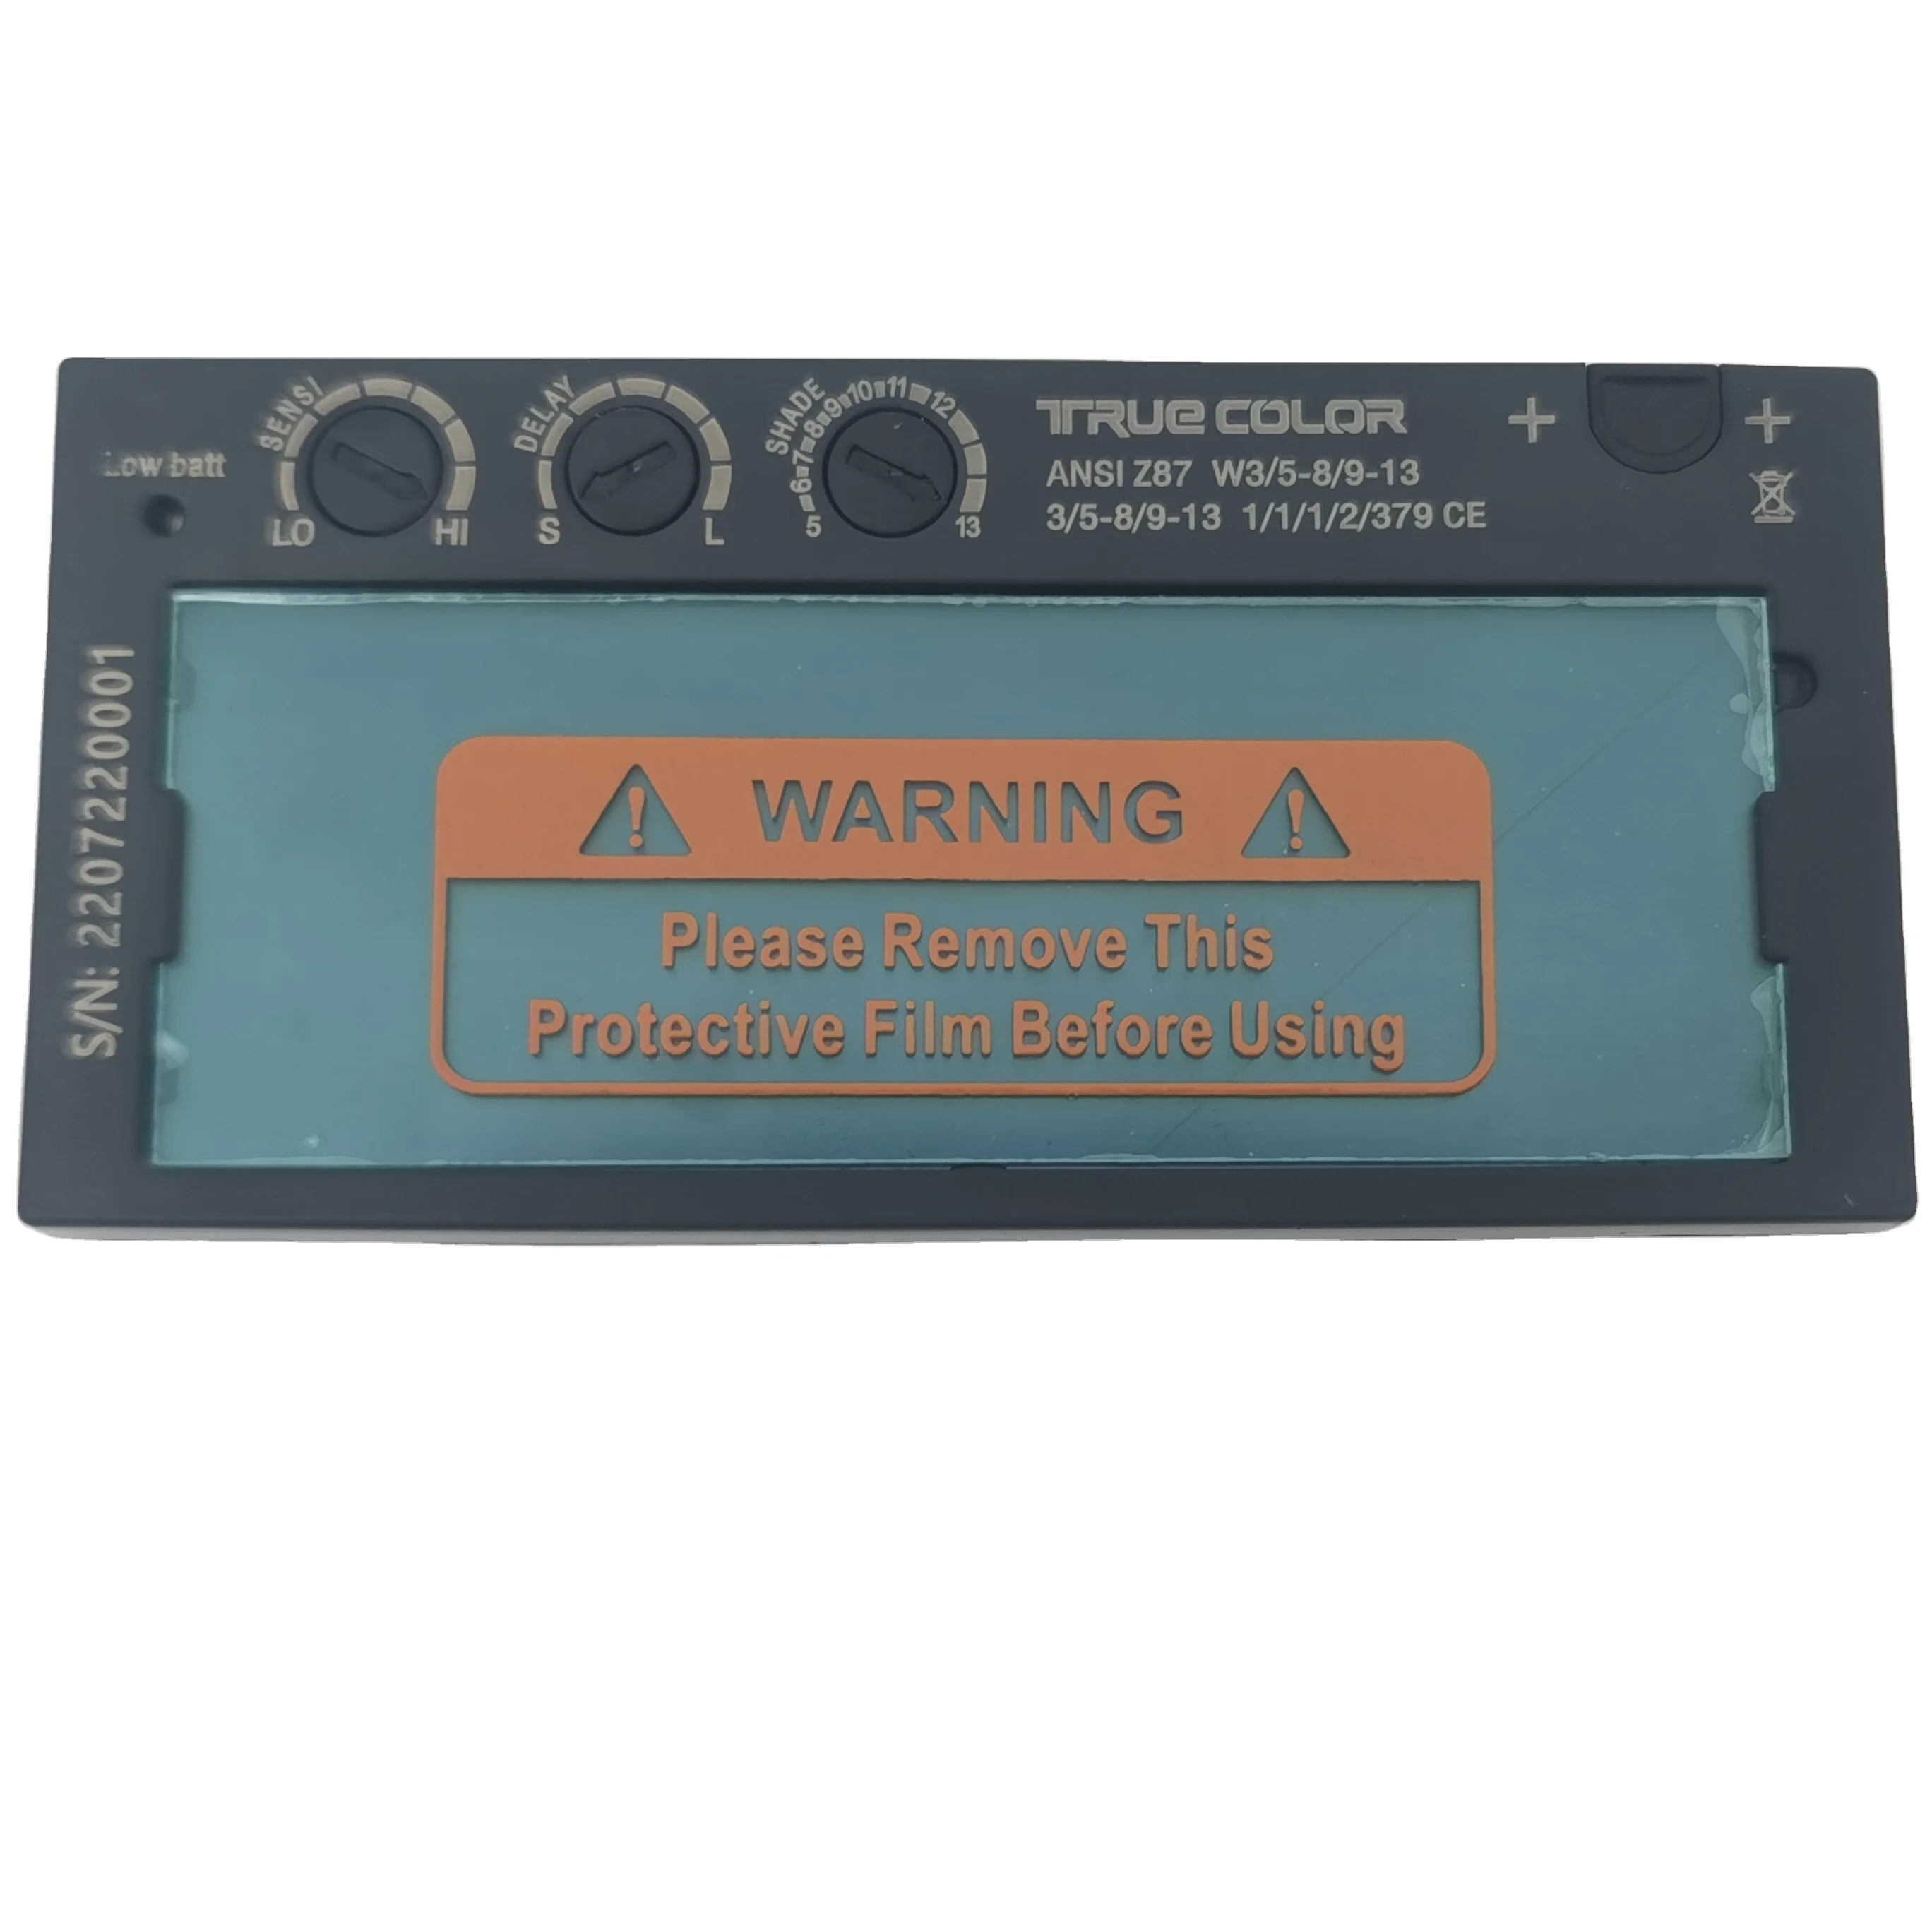 Low batt
SENSI
LO
HI
DELAY
S
L
SHADE
5 6 7 8 9 10 11 12 13
TRUE COLOR
ANSI Z87 W3/5-8/9-13
3/5-8/9-13 1/1/1/2/379 CE
+
+
S/N: 2207220001
WARNING
Please Remove This
Protective Film Before Using